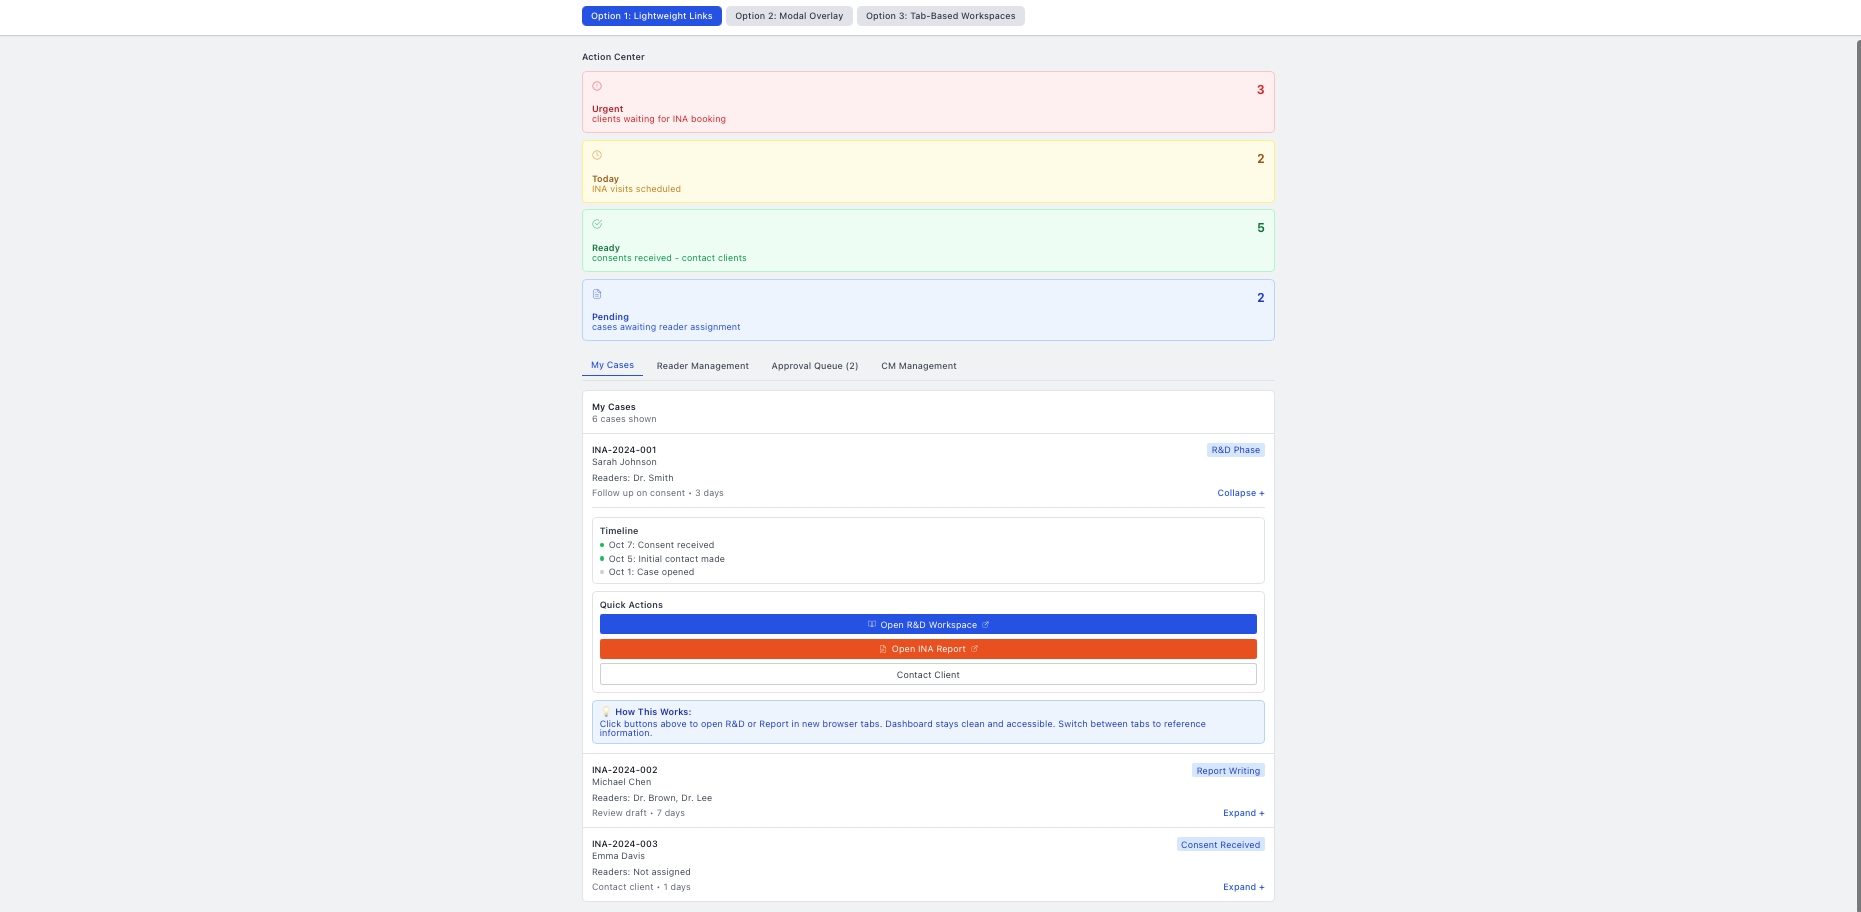 Option 1: Lightweight Links
Option 2: Modal Overlay
Option 3: Tab-Based Workspaces
Action Center
3
Urgent
clients waiting for INA booking
2
Today
INA visits scheduled
5
Ready
consents received - contact clients
2
Pending
cases awaiting reader assignment
My Cases
Reader Management
Approval Queue (2)
CM Management
My Cases
6 cases shown
INA-2024-001
R&D Phase
Sarah Johnson
Readers: Dr. Smith
Follow up on consent • 3 days
Collapse +
Timeline
Oct 7: Consent received
Oct 5: Initial contact made
Oct 1: Case opened
Quick Actions
Open R&D Workspace
Open INA Report
Contact Client
💡 How This Works:
Click buttons above to open R&D or Report in new browser tabs. Dashboard stays clean and accessible. Switch between tabs to reference
information.
INA-2024-002
Report Writing
Michael Chen
Readers: Dr. Brown, Dr. Lee
Review draft • 7 days
Expand +
INA-2024-003
Consent Received
Emma Davis
Readers: Not assigned
Contact client • 1 days
Expand +